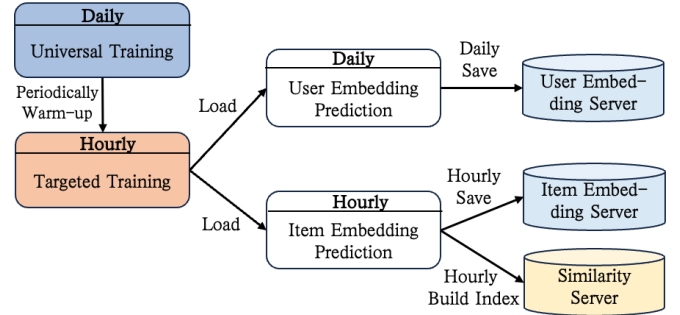 Daily
Universal Training
Periodically
Warm-up
Hourly
Targeted Training
Load
Load
Daily
User Embedding
Prediction
Hourly
Item Embedding
Prediction
Daily
Save
Hourly
Save
Hourly
Build Index
User Embed-
ding Server
Item Embed-
ding Server
Similarity
Server